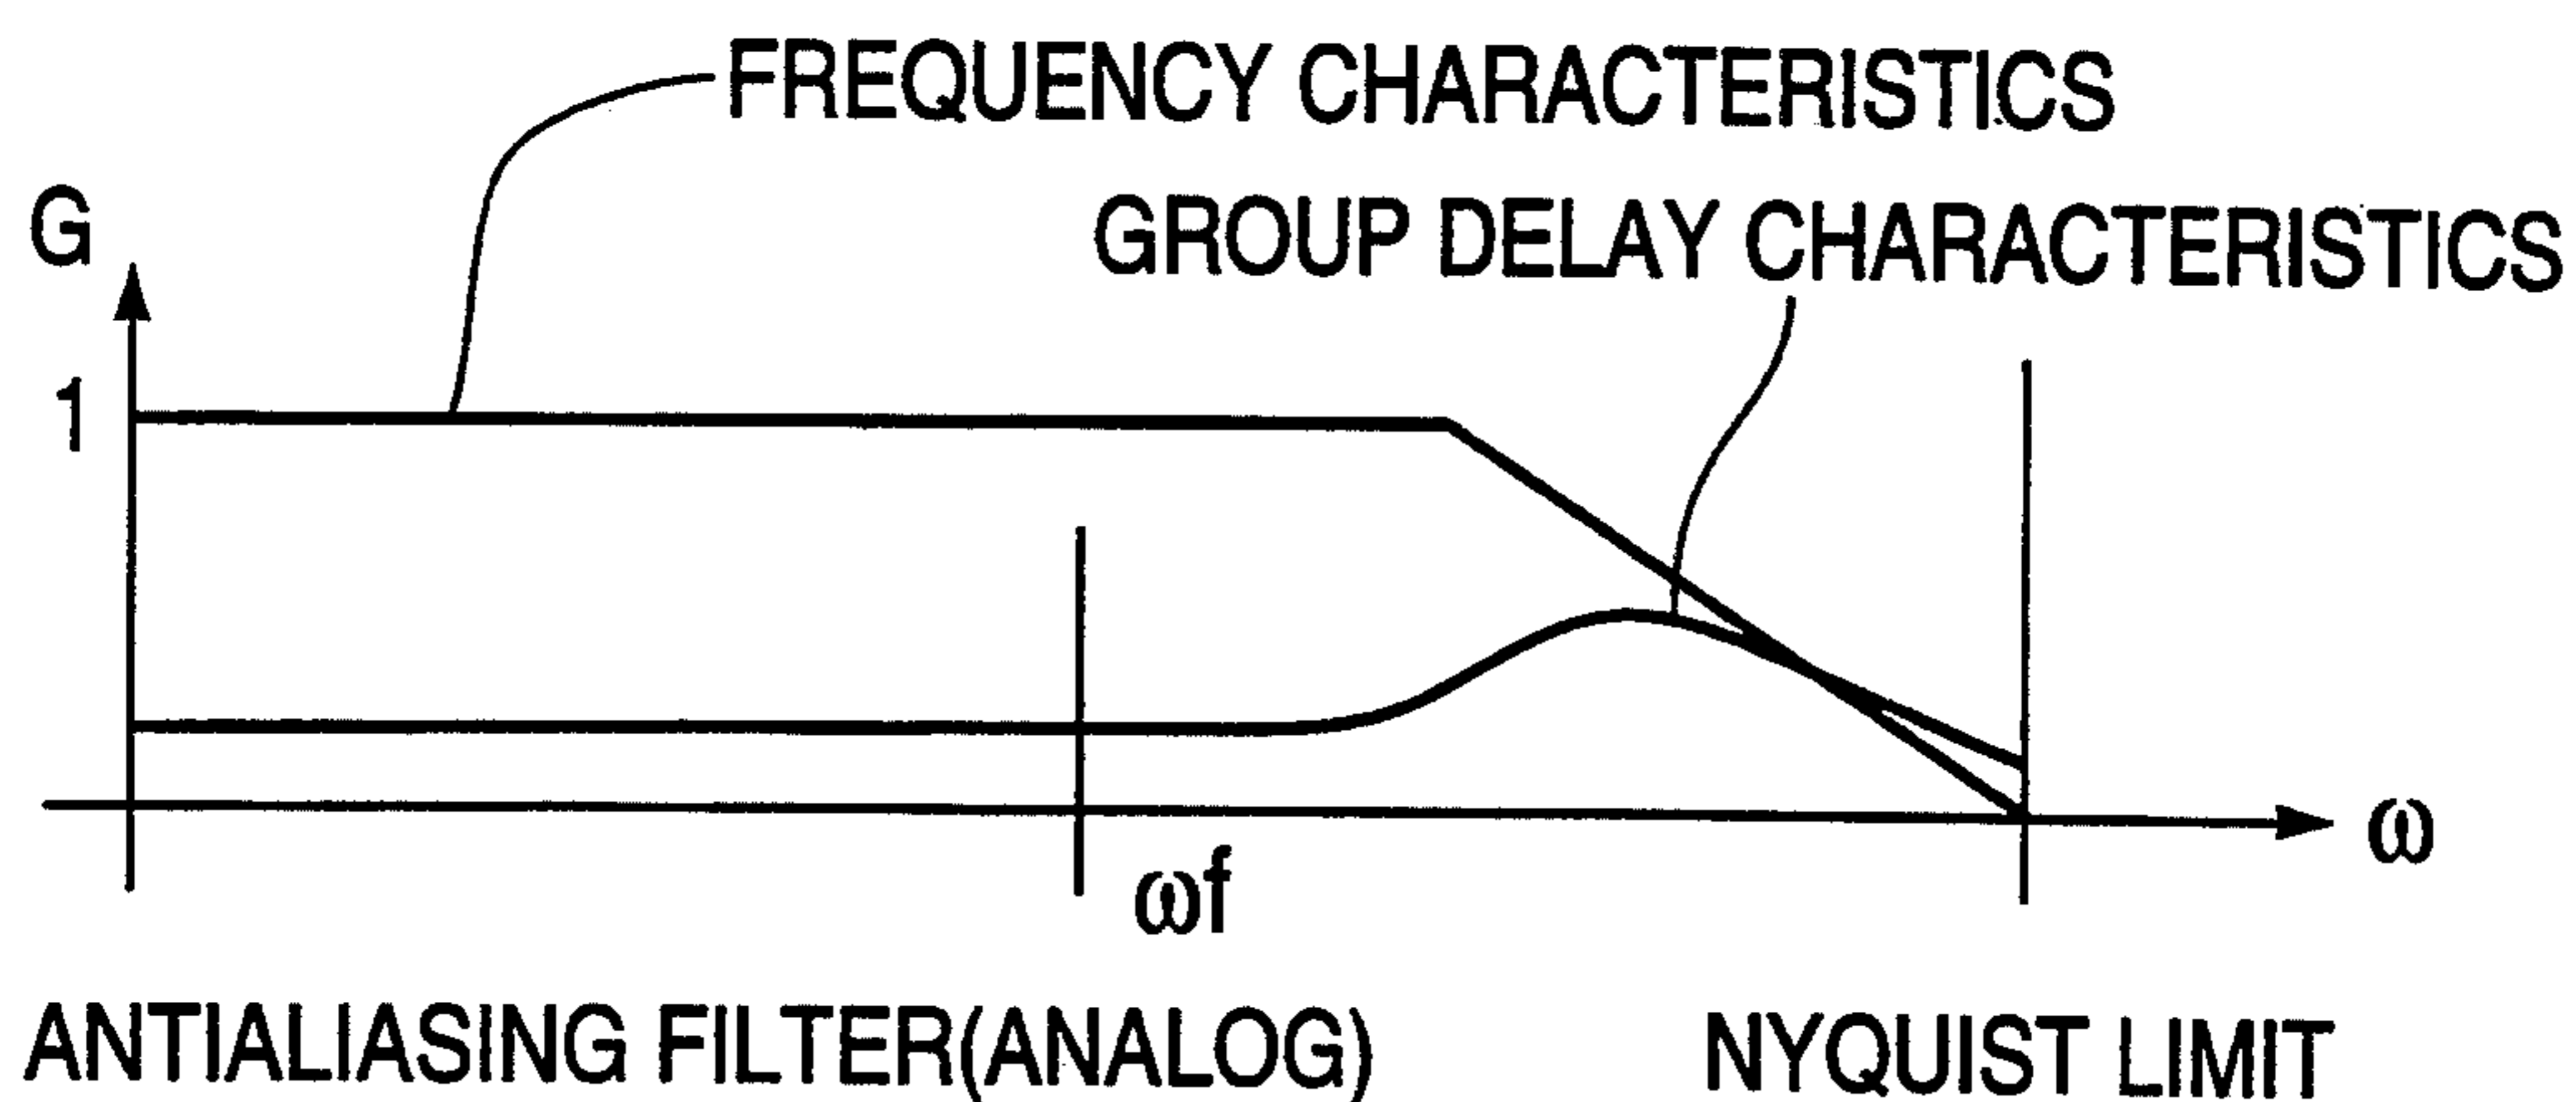 FREQUENCY CHARACTERISTICS
GROUP DELAY CHARACTERISTICS
G
1
ω
ωf
ANTIALIASING FILTER(ANALOG)
NYQUIST LIMIT